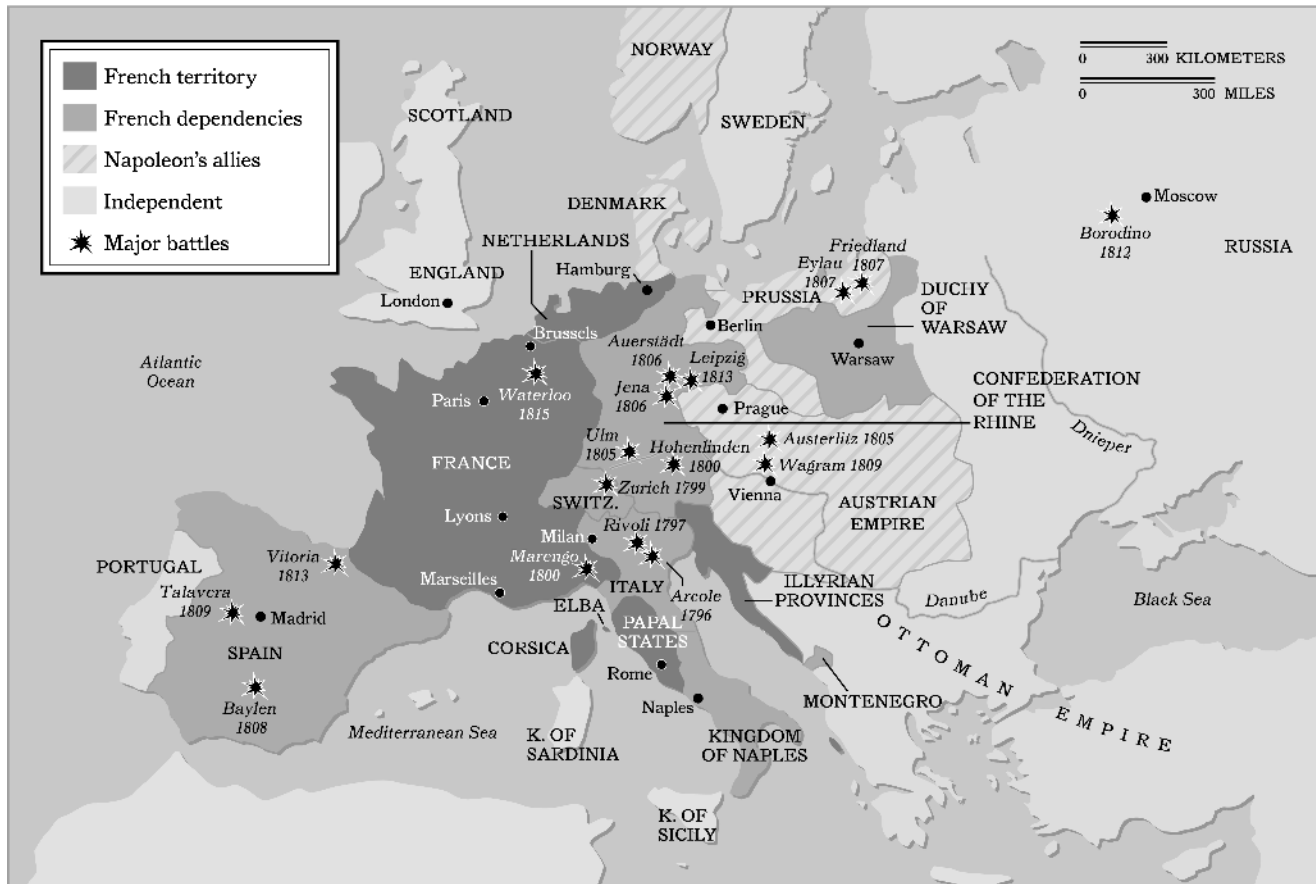 French territory
French dependencies
Napoleon's allies
Independent
Major battles
0 300 KILOMETERS
0 300 MILES
NORWAY
SWEDEN
SCOTLAND
DENMARK
NETHERLANDS
Hamburg
ENGLAND
London
Moscow
Borodino
1812
RUSSIA
Friedland
1807
Eylau
1807
PRUSSIA
DUCHY
OF
WARSAW
Berlin
Warsaw
Brussels
Atlantic
Ocean
Auerstädt
1806
Leipzig
1813
Jena
1806
Waterloo
1815
Paris
Prague
CONFEDERATION
OF THE
RHINE
Dnieper
Ulm
1805
Hohenlinden
1800
Austerlitz 1805
Wagram 1809
FRANCE
Zurich 1799
Vienna
SWITZ.
AUSTRIAN
EMPIRE
Lyons
Milan
Rivoli 1797
Marengo
1800
PORTUGAL
Vitoria
1813
Marseilles
ITALY
Arcole
1796
ILLYRIAN
PROVINCES
Danube
Black Sea
Talavera
1809
Madrid
ELBA
PAPAL
STATES
CORSICA
SPAIN
Rome
OTTOMAN EMPIRE
MONTENEGRO
Baylen
1808
Naples
Mediterranean Sea
K. OF
SARDINIA
KINGDOM
OF NAPLES
K. OF
SICILY